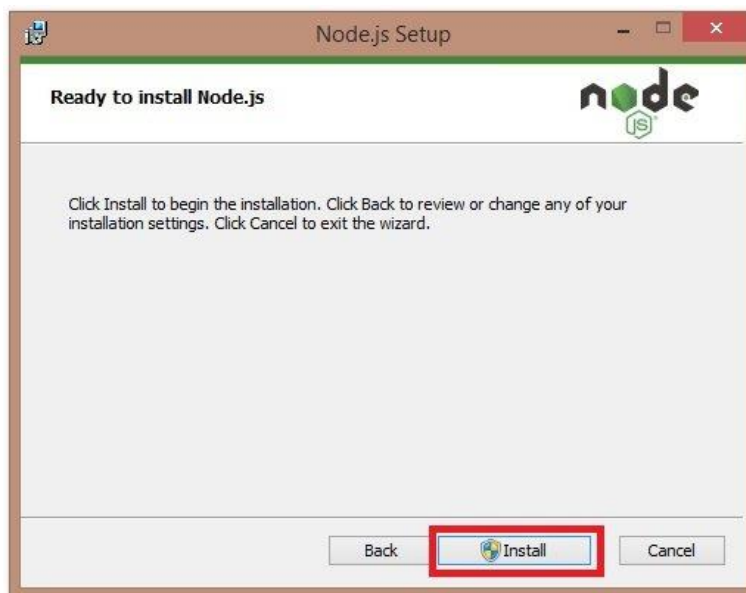 Node.js Setup
Ready to install Node.js
node
JS
Click Install to begin the installation. Click Back to review or change any of your
installation settings. Click Cancel to exit the wizard.
Back
Install
Cancel